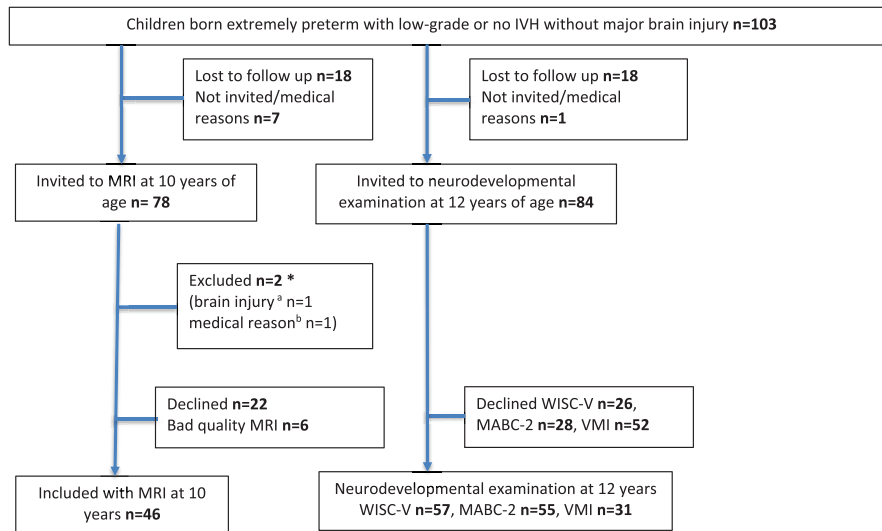 Children born extremely preterm with low-grade or no IVH without major brain injury n=103
Lost to follow up n=18
Not invited/medical
reasons n=7
Lost to follow up n=18
Not invited/medical
reasons n=1
Invited to MRI at 10 years of
age n= 78
Invited to neurodevelopmental
examination at 12 years of age n=84
Excluded n=2 *
(brain injury a n=1
medical reasonb n=1)
Declined n=22
Bad quality MRI n=6
Declined WISC-V n=26,
MABC-2 n=28, VMI n=52
Included with MRI at 10
years n=46
Neurodevelopmental examination at 12 years
WISC-V n=57, MABC-2 n=55, VMI n=31